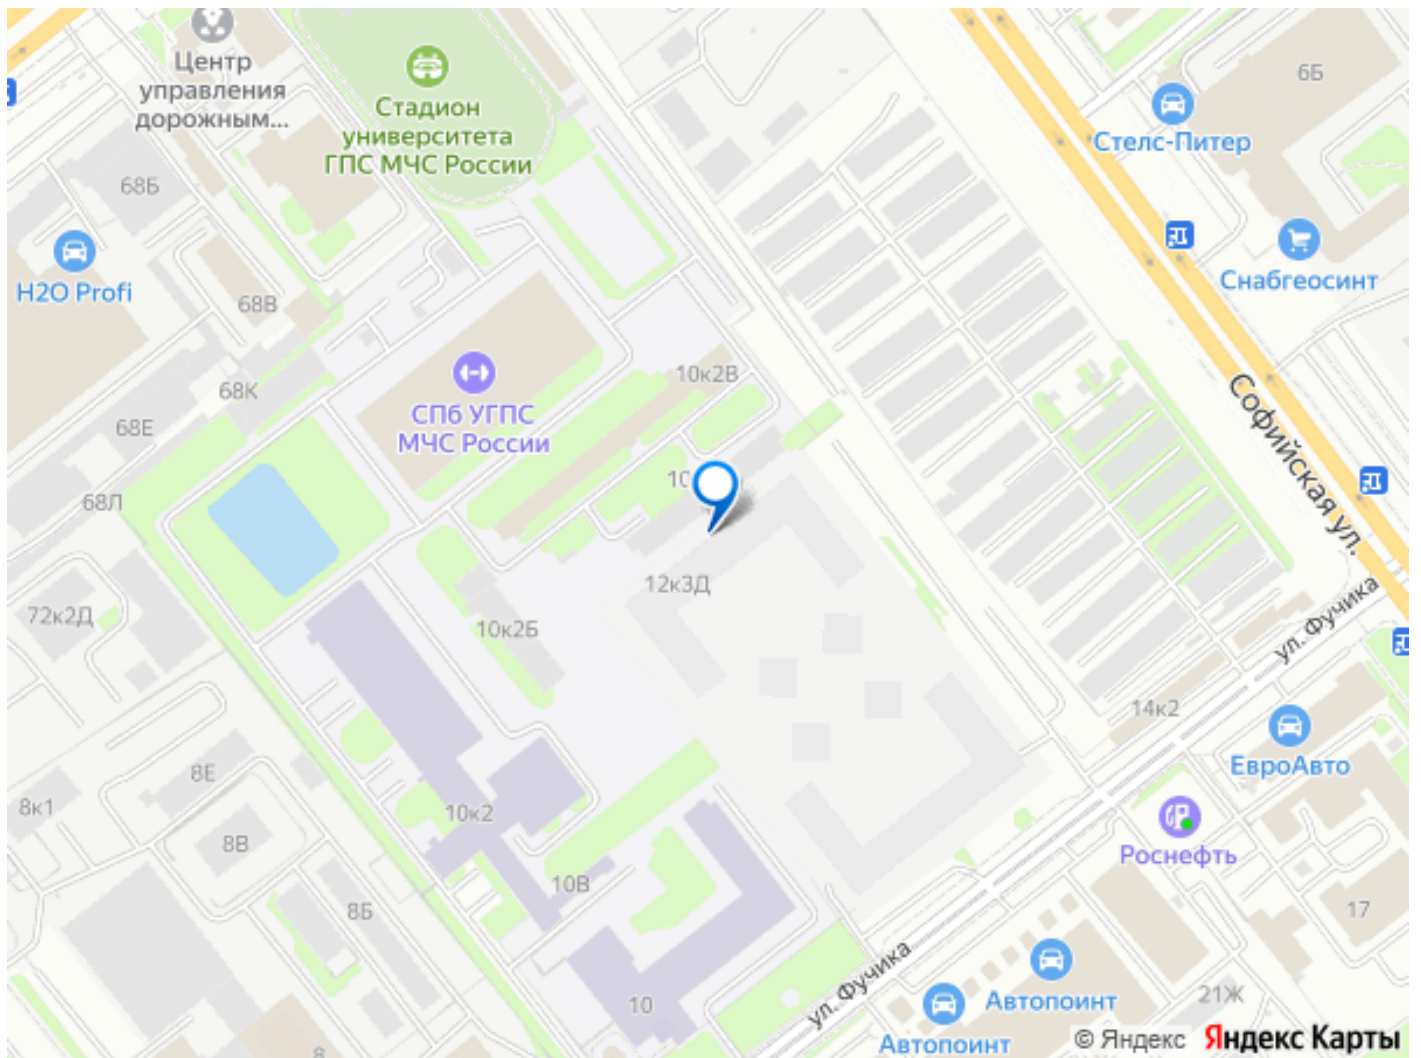 Центр
управления
дорожным...
Стадион
университета
ГПС МЧС России
6Б
Стелс-Питер
68Б
H2O Profi
68В
Снабгеосинт
СПб УГПС
МЧС России
10к2В
68К
68Е
68Л
Софийская ул.
12к3Д
72к2Д
10к2Б
ул. Фучика
14к2
ЕвроАвто
8Е
8к1
10к2
8В
Роснефть
10В
8Б
17
ул. Фучика
10
Автопоинт
21Ж
Автопоинт
8
© Яндекс Яндекс Карты